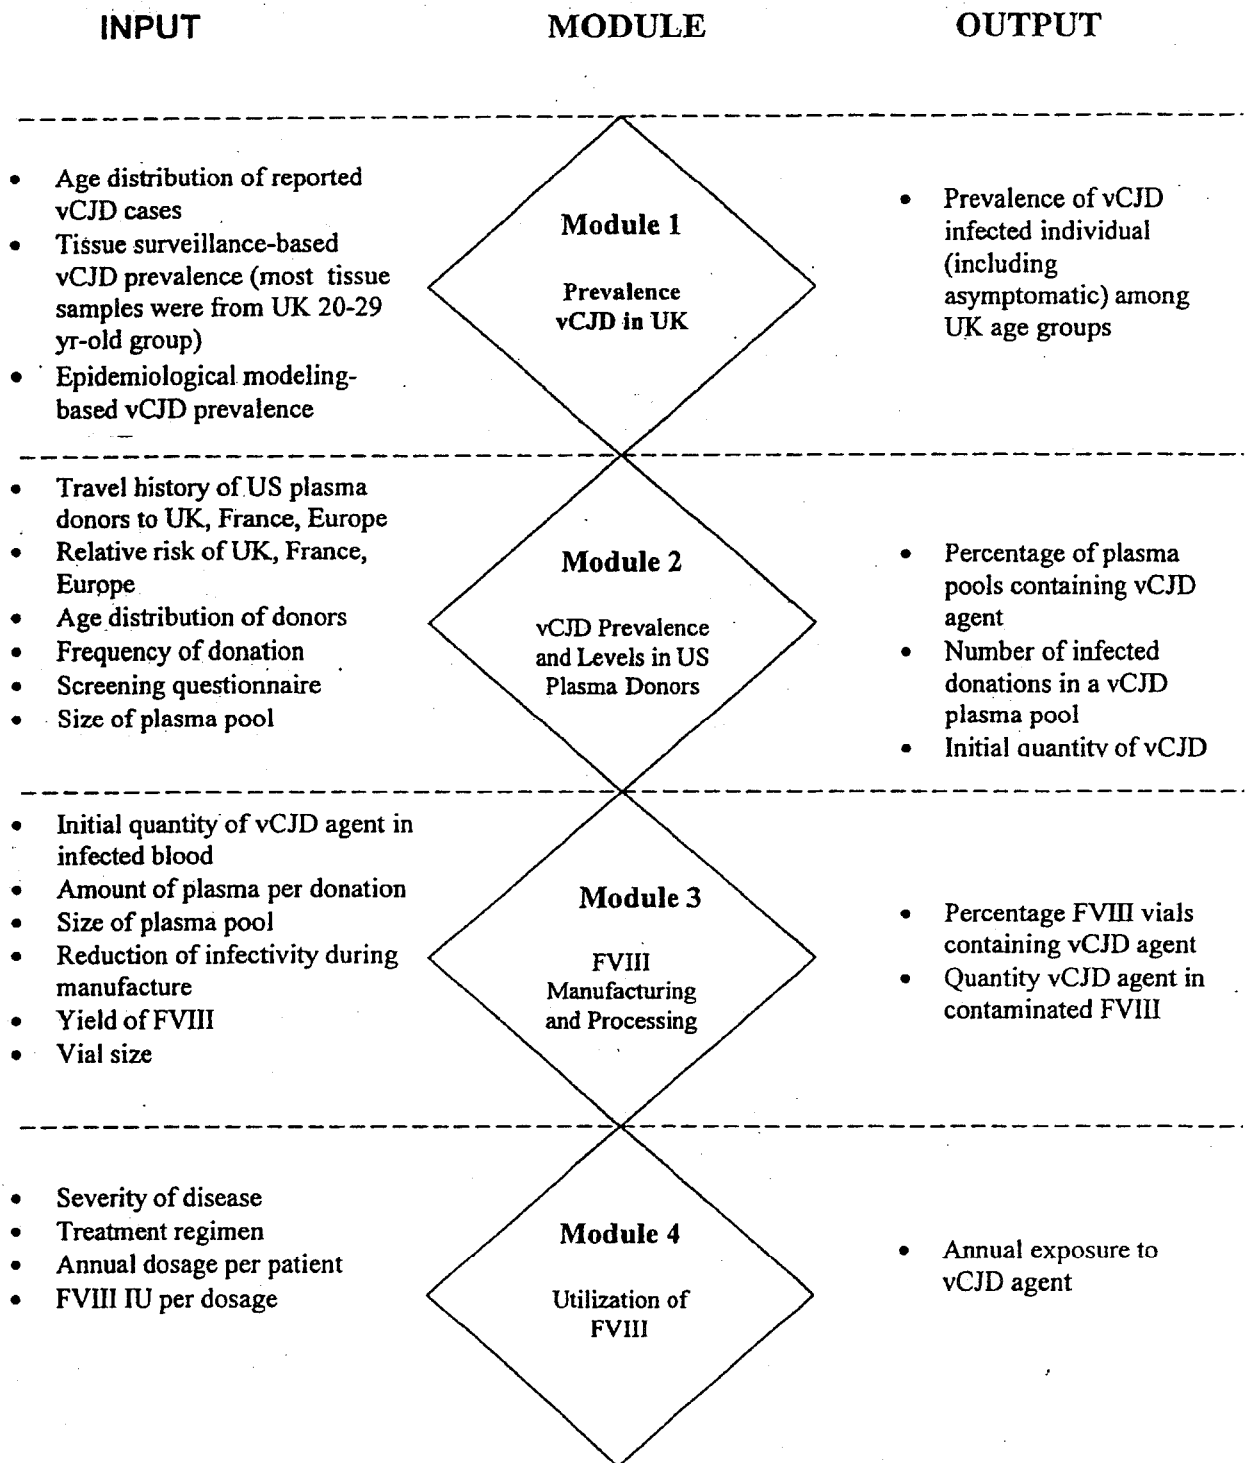 INPUT
MODULE
OUTPUT
• Age distribution of reported
vCJD cases
• Tissue surveillance-based
vCJD prevalence (most tissue
samples were from UK 20-29
yr-old group)
• Epidemiological modeling-
based vCJD prevalence
Module 1
Prevalence
vCJD in UK
• Prevalence of vCJD
infected individual
(including
asymptomatic) among
UK age groups
• Travel history of US plasma
donors to UK, France, Europe
• Relative risk of UK, France,
Europe
• Age distribution of donors
• Frequency of donation
• Screening questionnaire
• Size of plasma pool
Module 2
vCJD Prevalence
and Levels in US
Plasma Donors
• Percentage of plasma
pools containing vCJD
agent
• Number of infected
donations in a vCJD
plasma pool
• Initial quantity of vCJD
• Initial quantity of vCJD agent in
infected blood
• Amount of plasma per donation
• Size of plasma pool
• Reduction of infectivity during
manufacture
• Yield of FVIII
• Vial size
Module 3
FVIII
Manufacturing
and Processing
• Percentage FVIII vials
containing vCJD agent
• Quantity vCJD agent in
contaminated FVIII
• Severity of disease
• Treatment regimen
• Annual dosage per patient
• FVIII IU per dosage
Module 4
Utilization of
FVIII
• Annual exposure to
vCJD agent